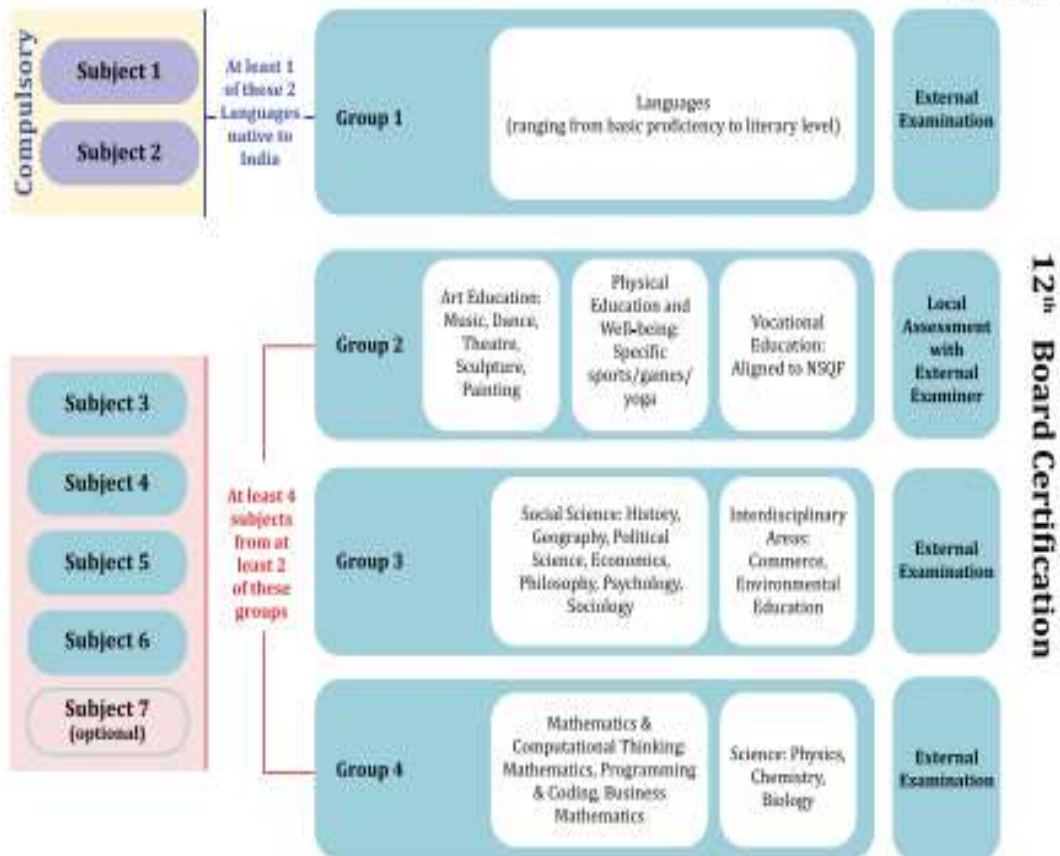 Compulsory
Subject 1
Subject 2
At least 1
of these 2
Languages
native to
India
Group 1
Languages
(ranging from basic proficiency to literary level)
External
Examination
Group 2
Art Education:
Music, Dance,
Theatre,
Sculpture,
Painting
Physical
Education and
Well-being:
Specific
sports/games/
yoga
Vocational
Education:
Aligned to NSQF
Local
Assessment
with
External
Examiner
Subject 3
Subject 4
Subject 5
Subject 6
Subject 7
(optional)
At least 4
subjects
from at
least 2
of these
groups
Group 3
Social Science: History,
Geography, Political
Science, Economics,
Philosophy, Psychology,
Sociology
Interdisciplinary
Areas:
Commerce,
Environmental
Education
External
Examination
Group 4
Mathematics &
Computational Thinking:
Mathematics, Programming
& Coding, Business
Mathematics
Science: Physics,
Chemistry,
Biology
External
Examination
12th Board Certification